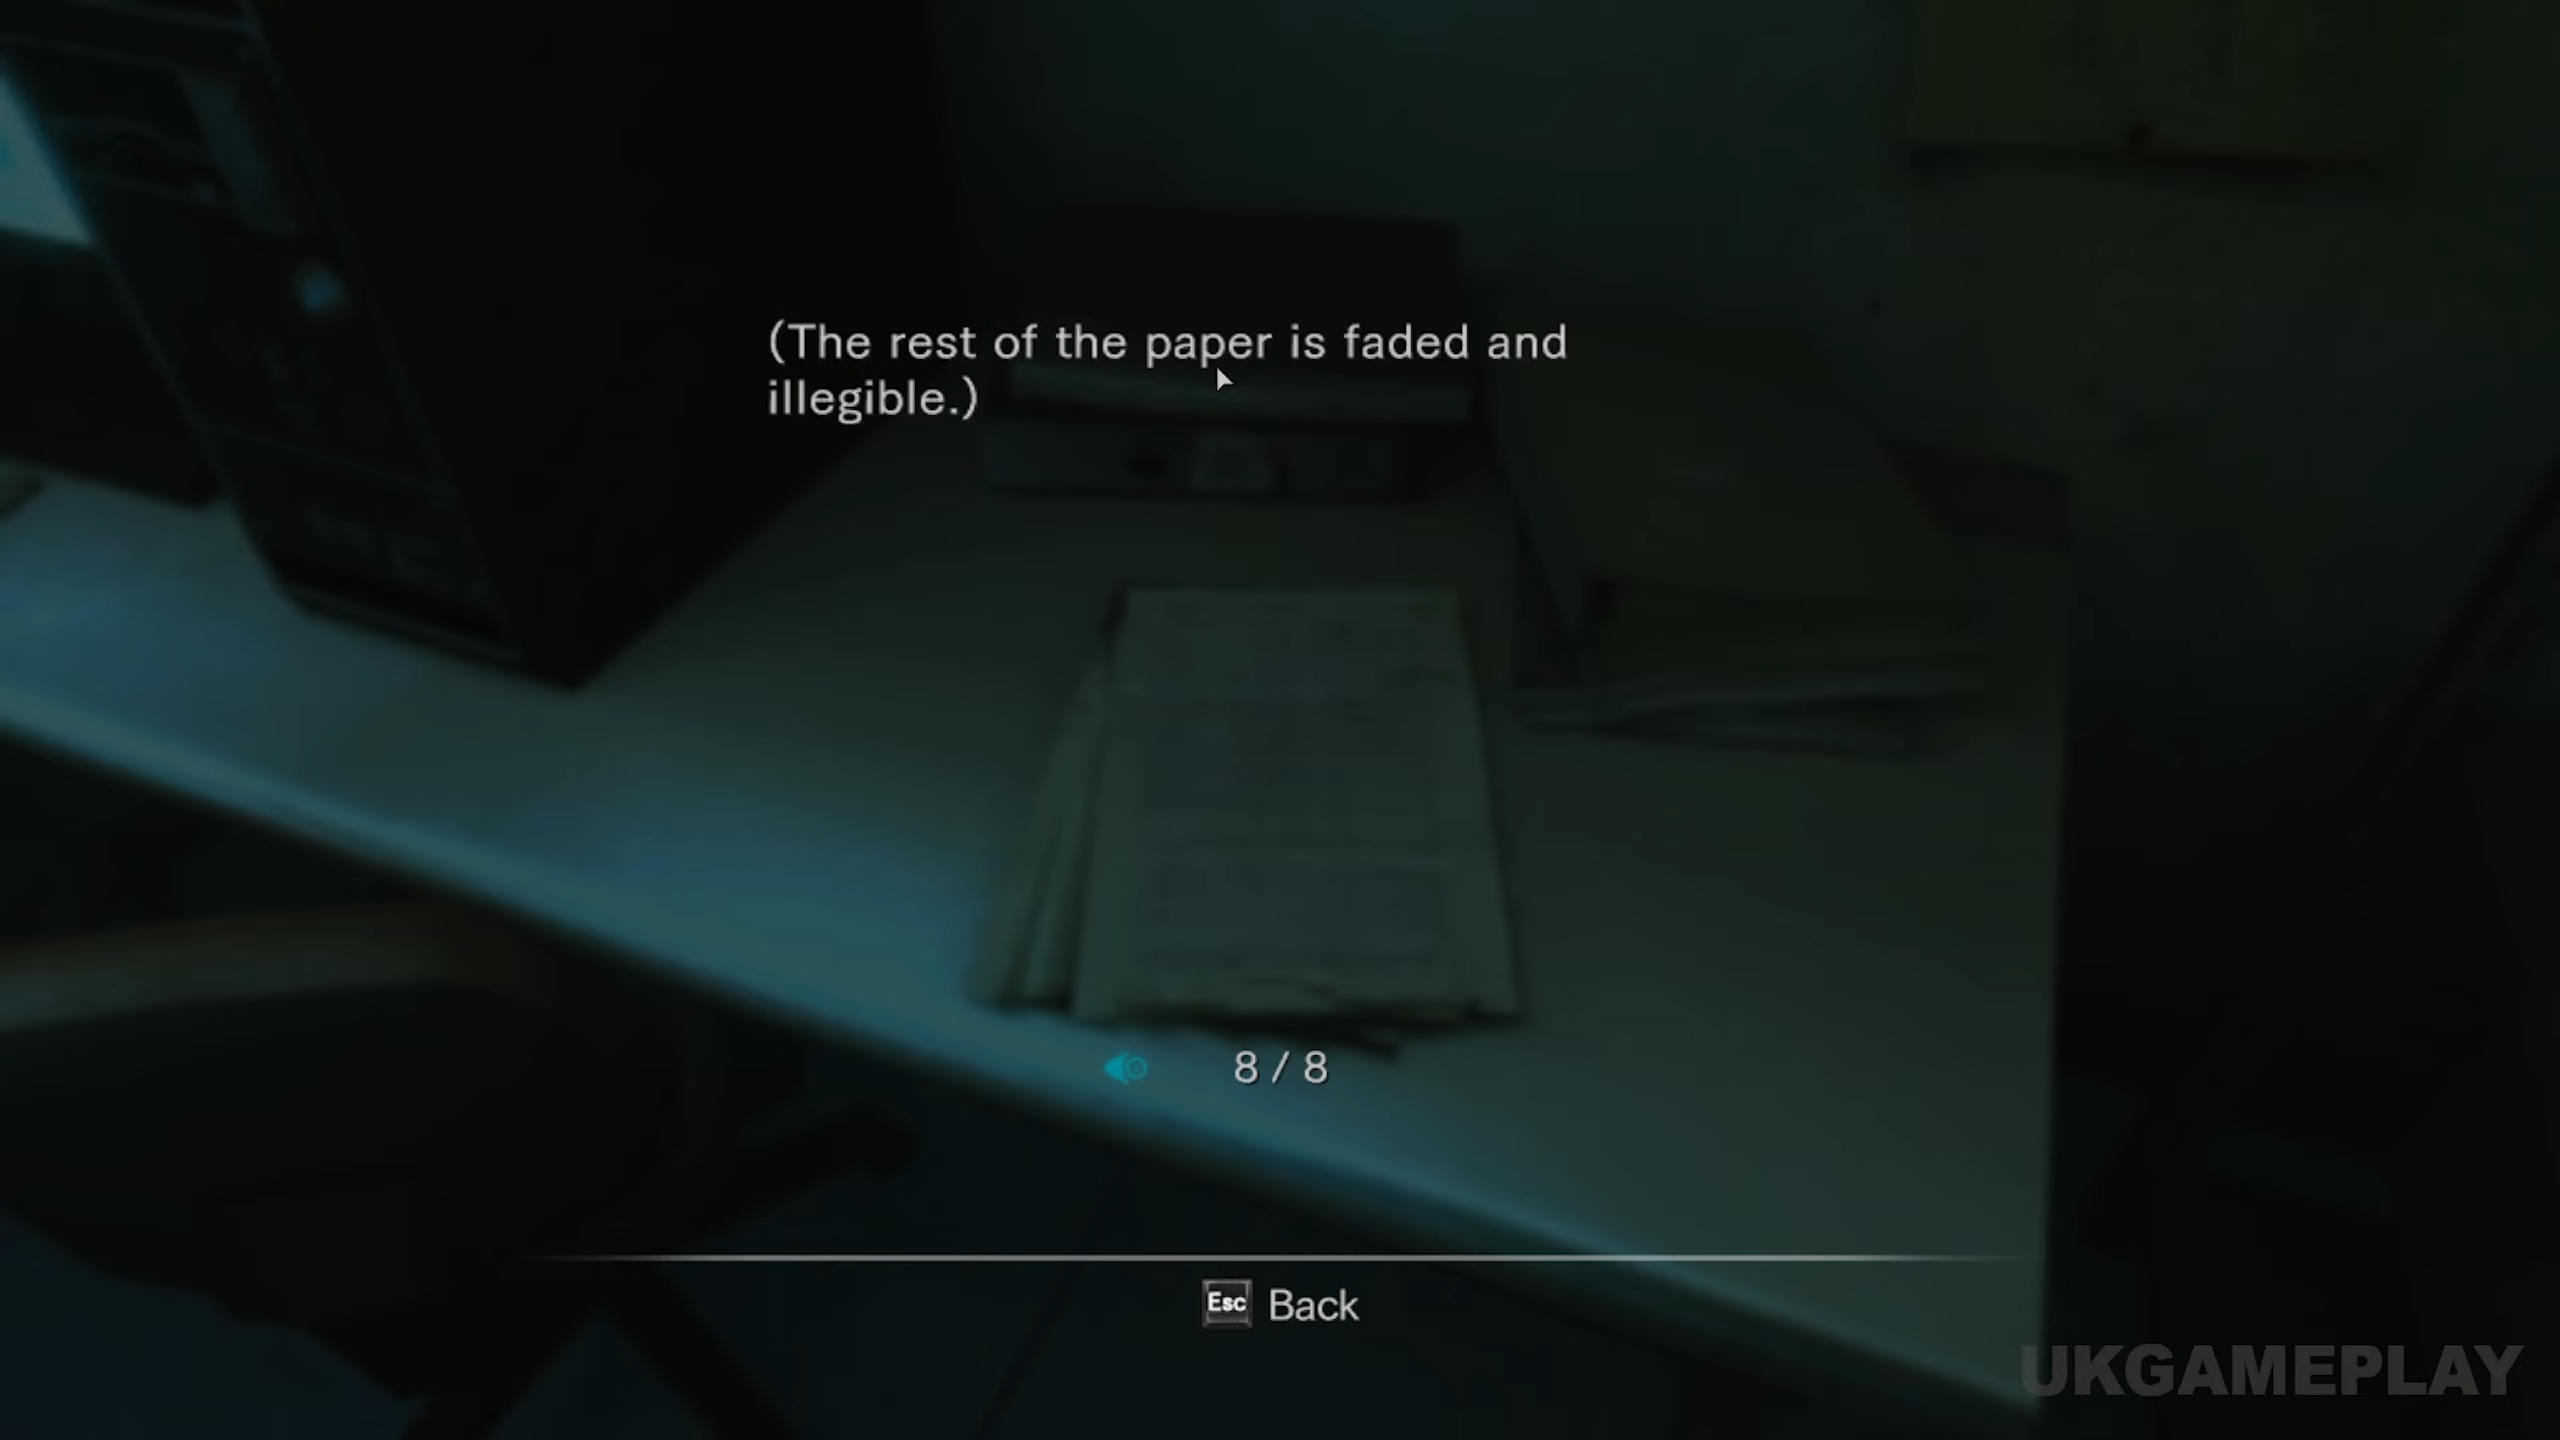 (The rest of the paper is faded and
illegible.)
8 / 8
Esc Back
UKGAMEPLAY